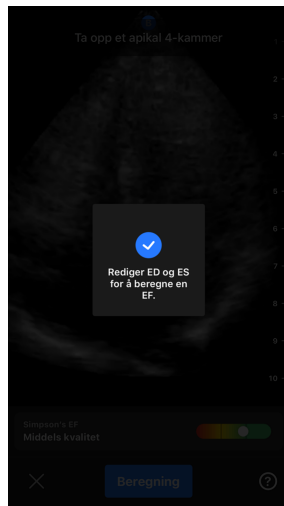 Ta opp et apikal 4-kammer
1
2
3
4
5
6
Rediger ED og ES
for å beregne en
EF.
7
8
9
10
Simpson's EF
Middels kvalitet
Beregning
?